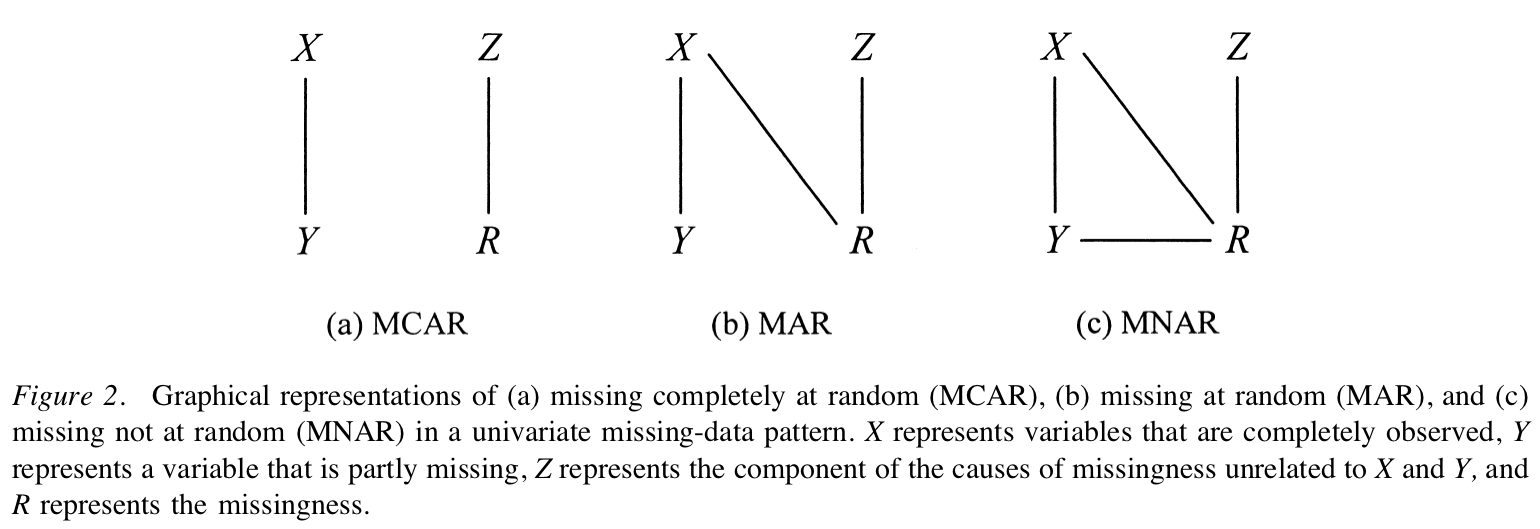 X Z X Z X Z
Y R Y R Y R
(a) MCAR (b) MAR (c) MNAR
Figure 2. Graphical representations of (a) missing completely at random (MCAR), (b) missing at random (MAR), and (c)
missing not at random (MNAR) in a univariate missing-data pattern. X represents variables that are completely observed, Y
represents a variable that is partly missing, Z represents the component of the causes of missingness unrelated to X and Y, and
R represents the missingness.